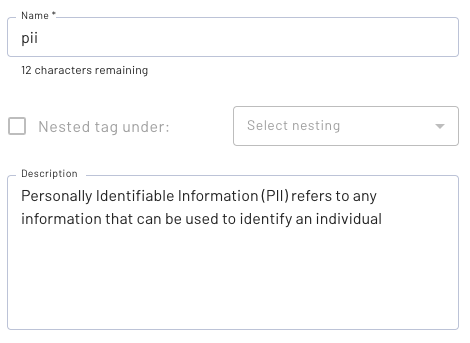 Name *
pii
12 characters remaining
Nested tag under:
Select nesting
Description
Personally Identifiable Information (PII) refers to any
information that can be used to identify an individual